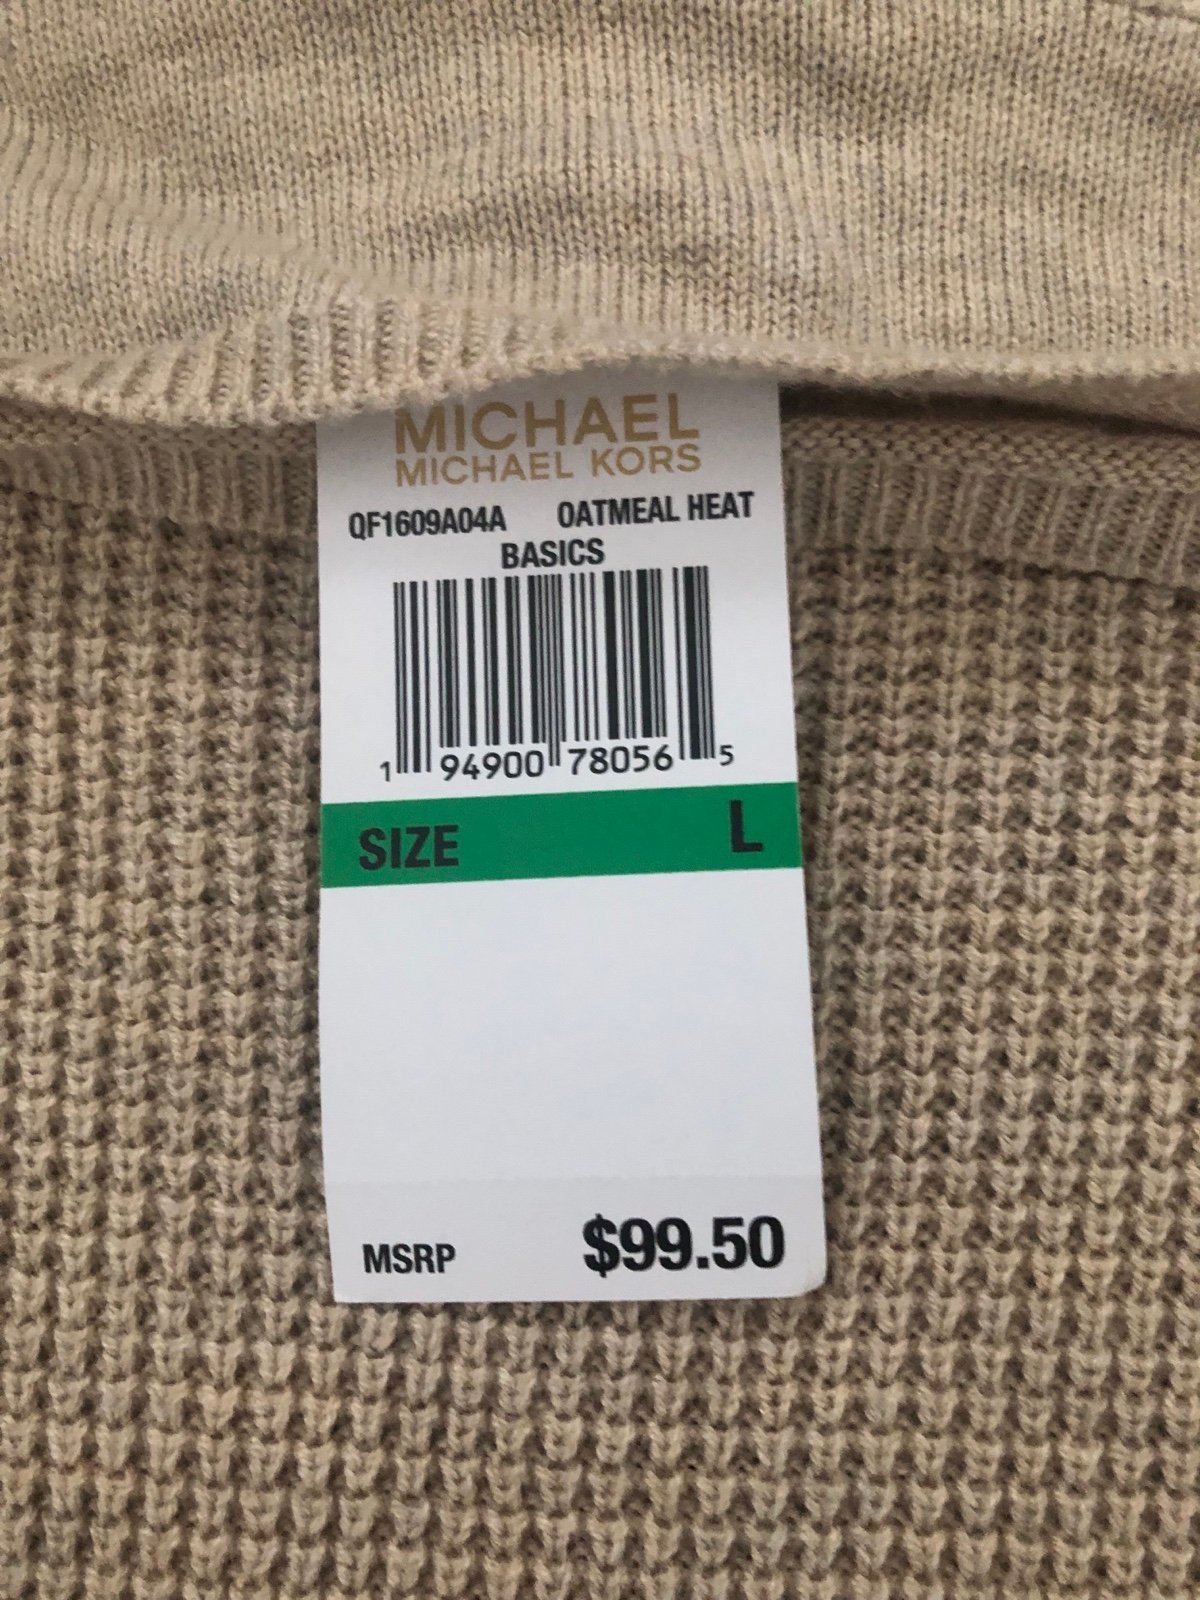 MICHAEL
MICHAEL KORS
QF1609A04A OATMEAL HEAT
BASICS
1 94900 78056 5
SIZE L
MSRP $99.50